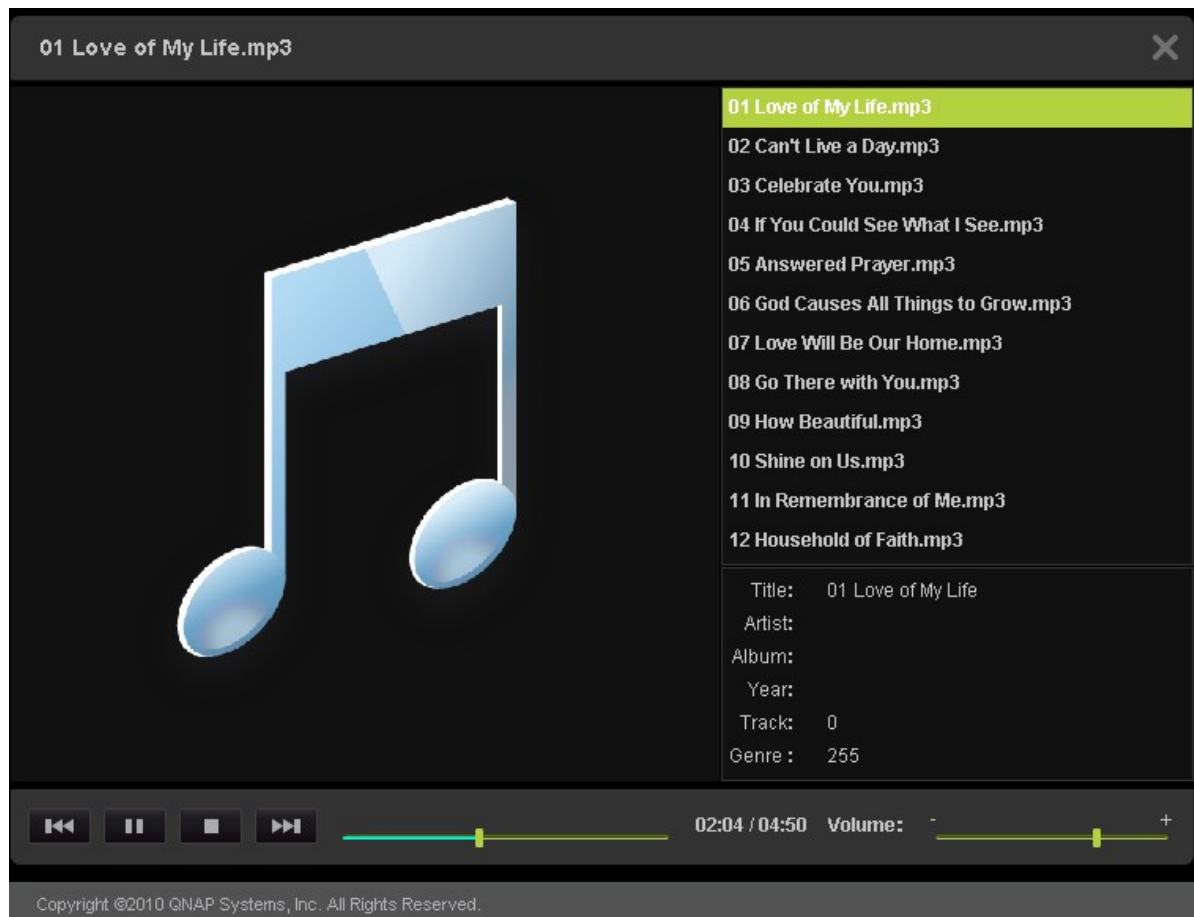 01 Love of My Life.mp3
01 Love of My Life.mp3
02 Can't Live a Day.mp3
03 Celebrate You.mp3
04 If You Could See What I See.mp3
05 Answered Prayer.mp3
06 God Causes All Things to Grow.mp3
07 Love Will Be Our Home.mp3
08 Go There with You.mp3
09 How Beautiful.mp3
10 Shine on Us.mp3
11 In Remembrance of Me.mp3
12 Household of Faith.mp3
Title: 01 Love of My Life
Artist:
Album:
Year:
Track: 0
Genre : 255
02:04 / 04:50 Volume: - +
Copyright ©2010 QNAP Systems, Inc. All Rights Reserved.